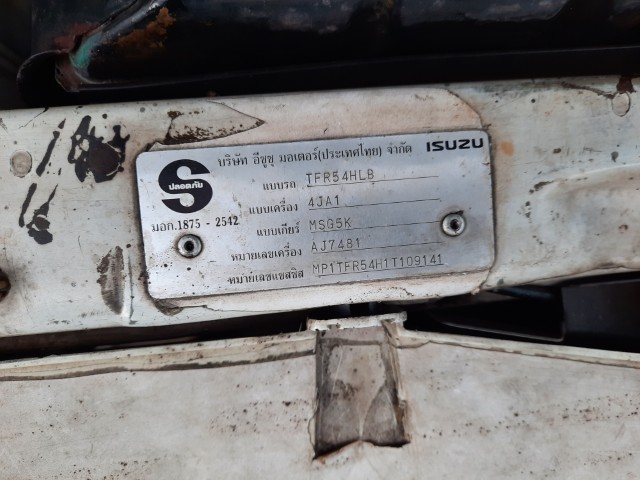 บริษัท อีซูซุ มอเตอร์(ประเทศไทย) จำกัด ISUZU
S
ปลอดภัย
มอก.1875 - 2542
แบบรถ TFR54HLB
แบบเครื่อง 4JA1
แบบเกียร์ MSG5K
หมายเลขเครื่อง AJ7481
หมายเลขแชสซีส MP1TFR54H1T109141